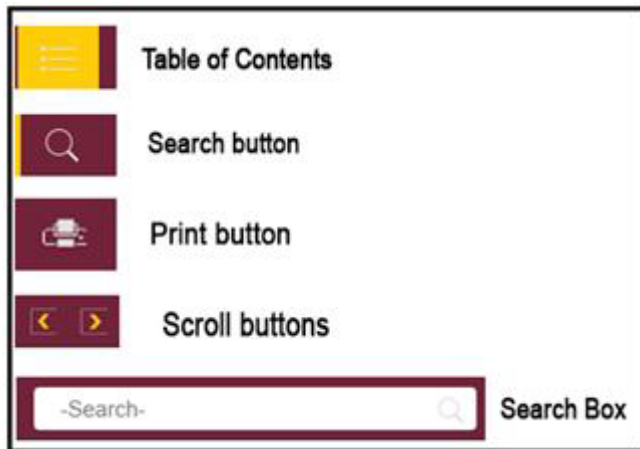 Table of Contents
Search button
Print button
Scroll buttons
-Search-
Search Box